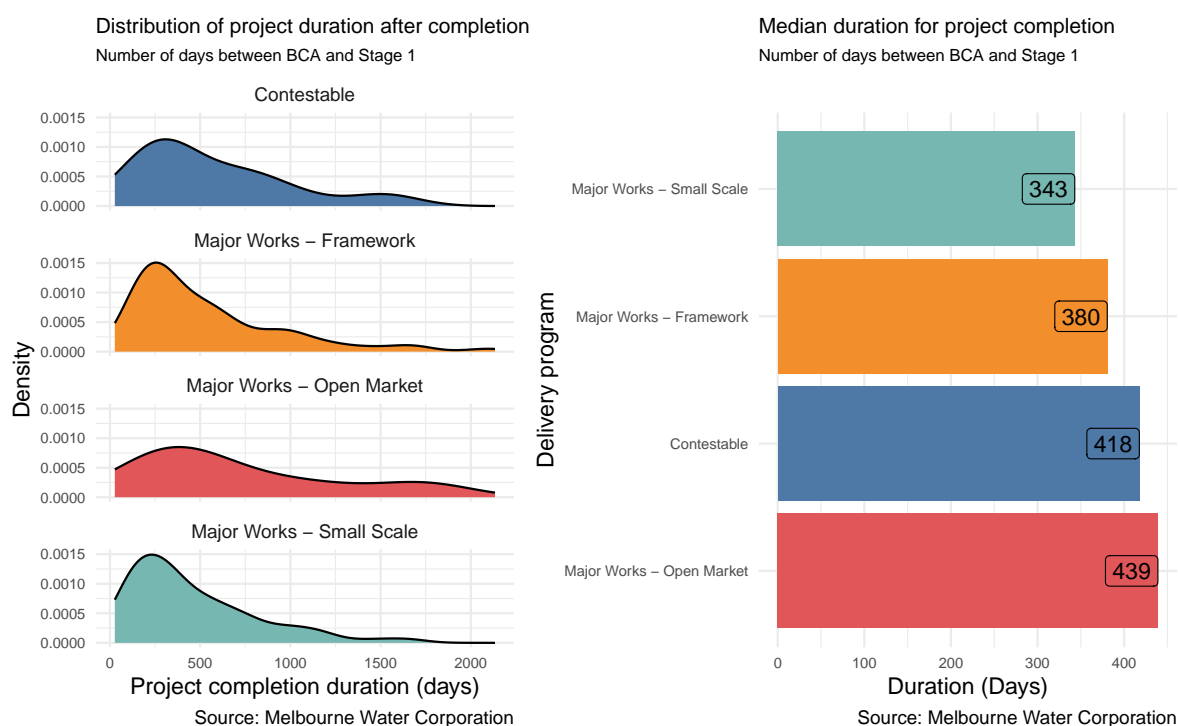 Distribution of project duration after completion
Number of days between BCA and Stage 1
Contestable
0.0015
0.0010
0.0005
0.0000
Major Works − Framework
0.0015
0.0010
0.0005
0.0000
Major Works − Open Market
0.0015
0.0010
0.0005
0.0000
Major Works − Small Scale
0.0015
0.0010
0.0005
0.0000
Density
0 500 1000 1500 2000
Project completion duration (days)
Source: Melbourne Water Corporation
Median duration for project completion
Number of days between BCA and Stage 1
Delivery program
Major Works − Small Scale 343
Major Works − Framework 380
Contestable 418
Major Works − Open Market 439
0 100 200 300 400
Duration (Days)
Source: Melbourne Water Corporation